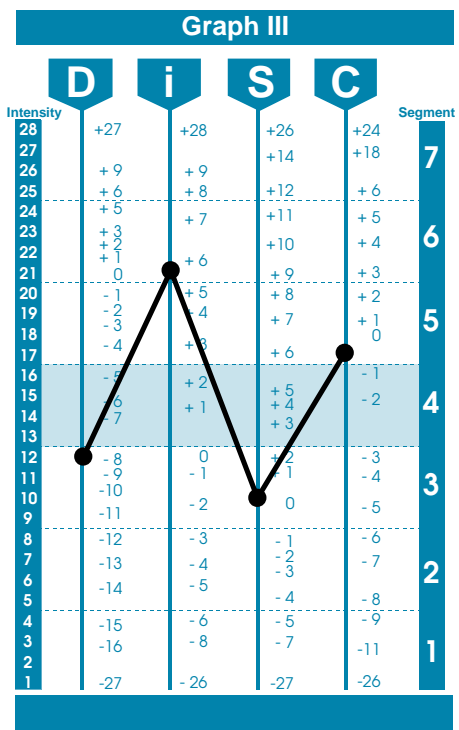 Graph III
D i S C
Intensity Segment
28 +27 +28 +26 +24
27 +14 +18 7
26 + 9 + 9
25 + 6 + 8 +12 + 6
24 + 5 + 7 +11 + 5
23 + 3 6
+ 2 +10 + 4
22 + 1 + 6
21 0 + 9 + 3
20 - 1 + 5 + 8 + 2
19 - 2 + 4 + 7 + 1 5
18 - 3 0
17 - 4 + 3 + 6
16 - 5 + 2 - 1
15 - 6 + 1 + 5 - 2 4
+ 4
14 - 7 + 3
13
12 - 8 0 + 2 - 3
11 - 9 - 1 + 1 - 4 3
10 -10 - 2 0 - 5
9 -11
8 -12 - 3 - 1 - 6
7 -13 - 4 - 2 - 7 2
6 -14 - 5 - 3
5 - 4 - 8
4 -15 - 6 - 5 - 9
3 -16 - 8 - 7 -11 1
2
1 -27 - 26 -27 -26